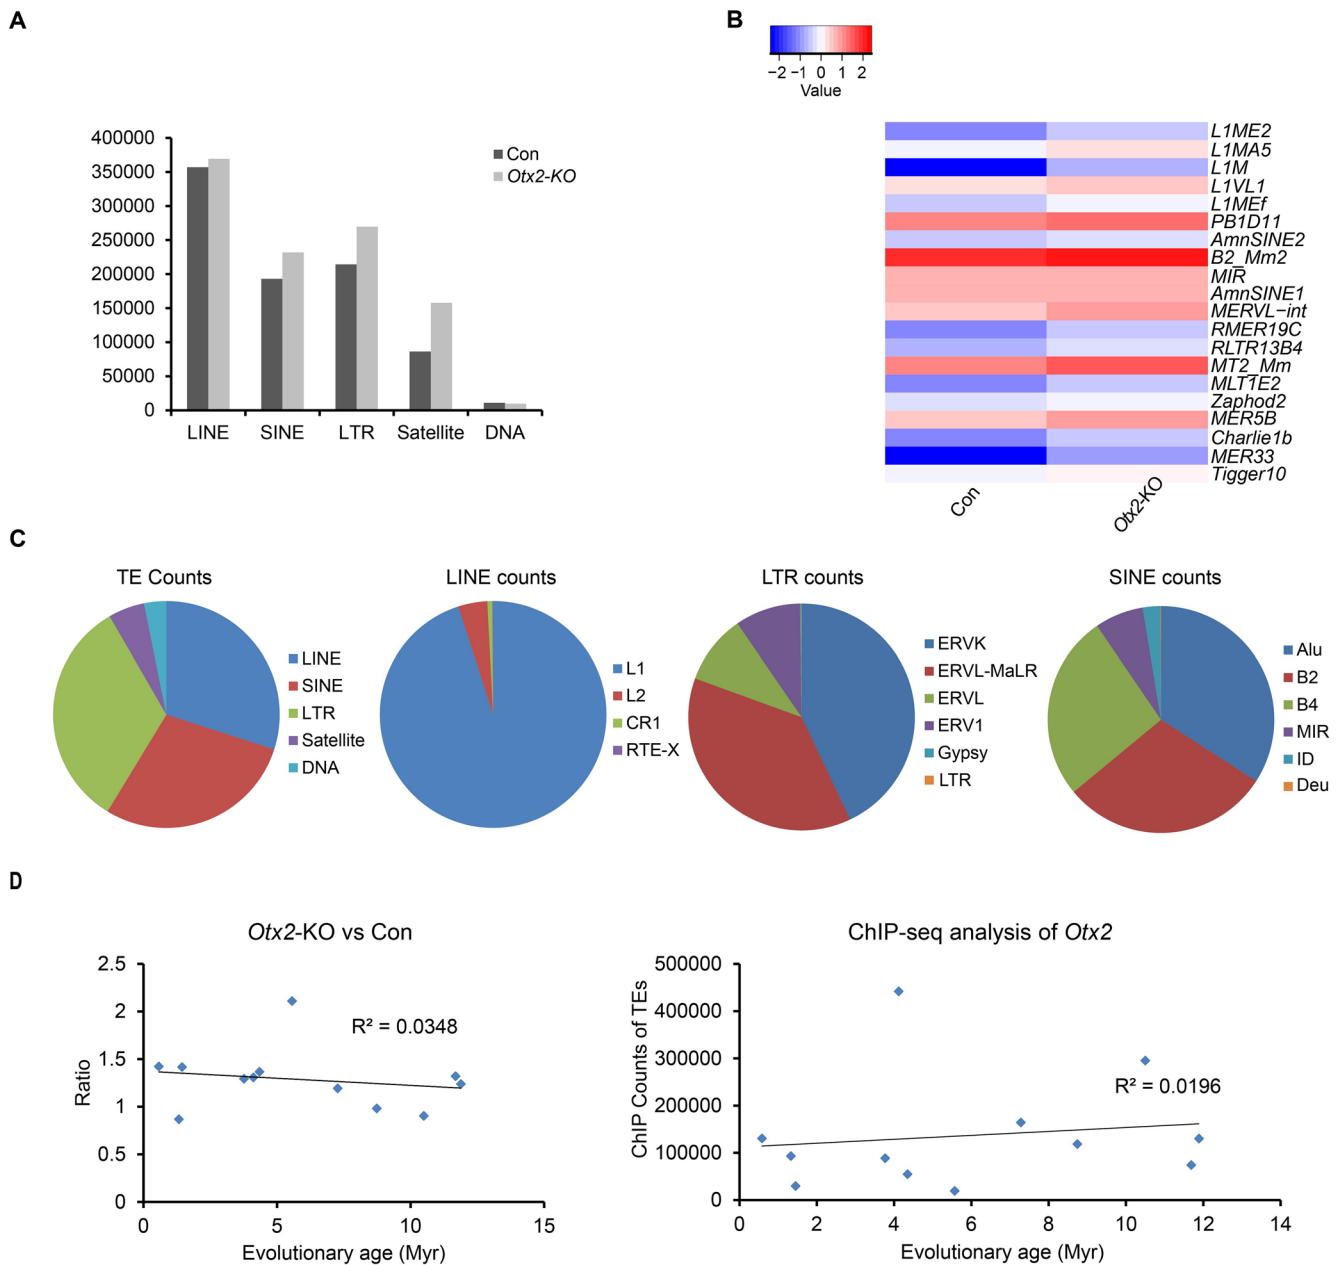 A
400000
350000
300000
250000
200000
150000
100000
50000
0
Con
Otx2-KO
LINE SINE LTR Satellite DNA
B
−2 −1 0 1 2
Value
L1ME2
L1MA5
L1M
L1VL1
L1MEf
PB1D11
AmnSINE2
B2_Mm2
MIR
AmnSINE1
MERVL−int
RMER19C
RLTR13B4
MT2_Mm
MLT1E2
Zaphod2
MER5B
Charlie1b
MER33
Tigger10
Con
Otx2-KO
C
TE Counts
LINE
SINE
LTR
Satellite
DNA
LINE counts
L1
L2
CR1
RTE-X
LTR counts
ERVK
ERVL-MaLR
ERVL
ERV1
Gypsy
LTR
SINE counts
Alu
B2
B4
MIR
ID
Deu
D
Otx2-KO vs Con
2.5
2
1.5
1
0.5
0
Ratio
R² = 0.0348
0 5 10 15
Evolutionary age (Myr)
ChIP-seq analysis of Otx2
500000
400000
300000
200000
100000
0
ChIP Counts of TEs
R² = 0.0196
0 2 4 6 8 10 12 14
Evolutionary age (Myr)